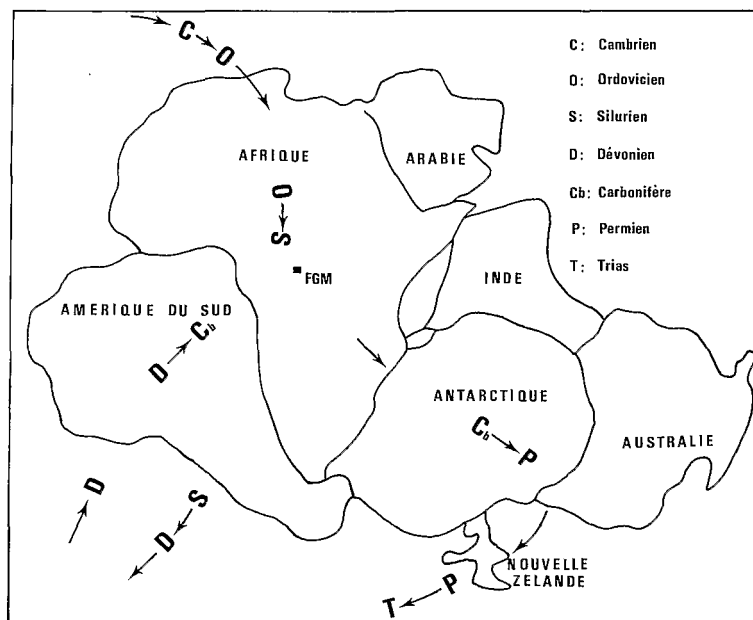 C O
C: Cambrien
O: Ordovicien
S: Silurien
D: Dévonien
Cb: Carbonifère
P: Permien
T: Trias
AFRIQUE
ARABIE
O
S
FGM
INDE
AMERIQUE DU SUD
D Cb
ANTARCTIQUE
Cb P
AUSTRALIE
D
S
D
NOUVELLE
ZELANDE
T P